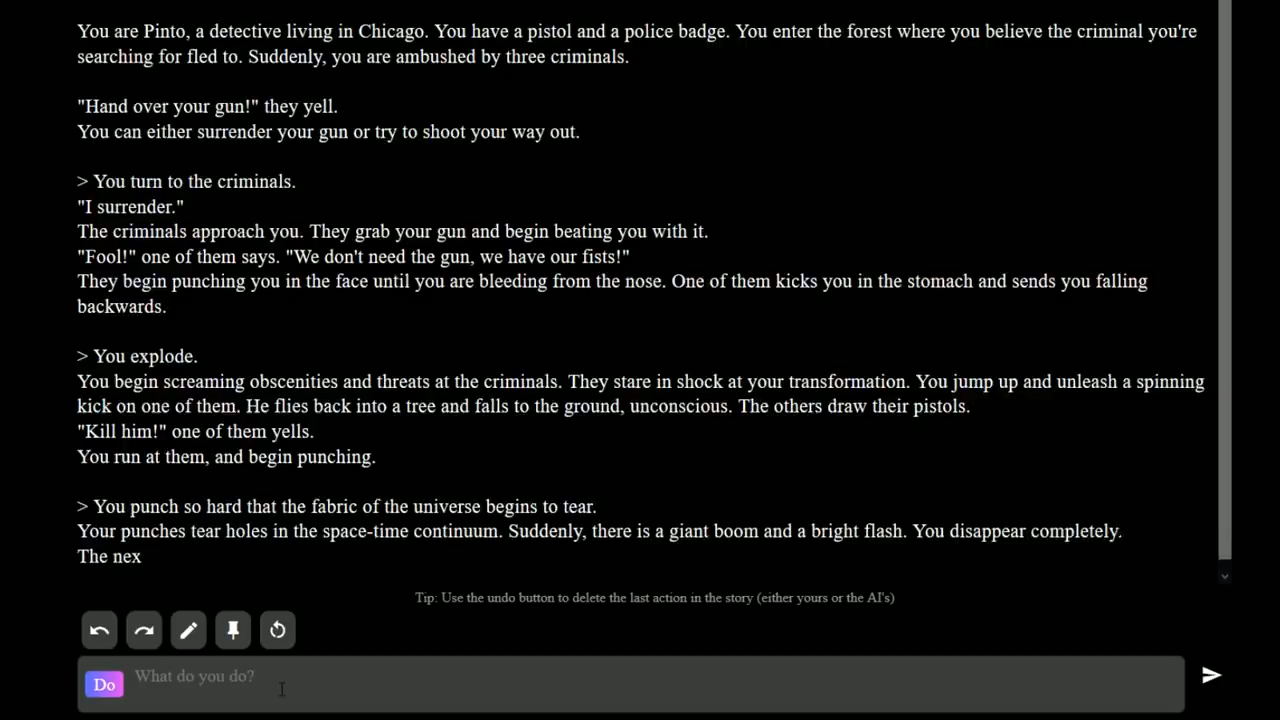 You are Pinto, a detective living in Chicago. You have a pistol and a police badge. You enter the forest where you believe the criminal you're
searching for fled to. Suddenly, you are ambushed by three criminals.
"Hand over your gun!" they yell.
You can either surrender your gun or try to shoot your way out.
> You turn to the criminals.
"I surrender."
The criminals approach you. They grab your gun and begin beating you with it.
"Fool!" one of them says. "We don't need the gun, we have our fists!"
They begin punching you in the face until you are bleeding from the nose. One of them kicks you in the stomach and sends you falling
backwards.
> You explode.
You begin screaming obscenities and threats at the criminals. They stare in shock at your transformation. You jump up and unleash a spinning
kick on one of them. He flies back into a tree and falls to the ground, unconscious. The others draw their pistols.
"Kill him!" one of them yells.
You run at them, and begin punching.
> You punch so hard that the fabric of the universe begins to tear.
Your punches tear holes in the space-time continuum. Suddenly, there is a giant boom and a bright flash. You disappear completely.
The nex
Tip: Use the undo button to delete the last action in the story (either yours or the AI's)
Do What do you do?